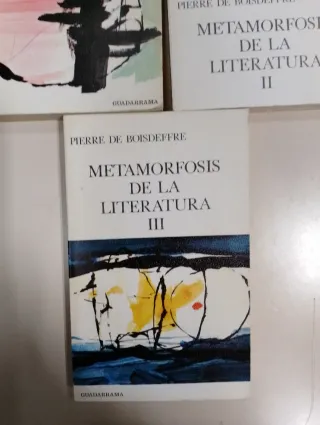 GUADARRAMA
PIERRE DE BOISDEFFRE
METAMORFOSIS
DE LA
LITERATURA
II
PIERRE DE BOISDEFFRE
METAMORFOSIS
DE LA
LITERATURA
III
GUADARRAMA